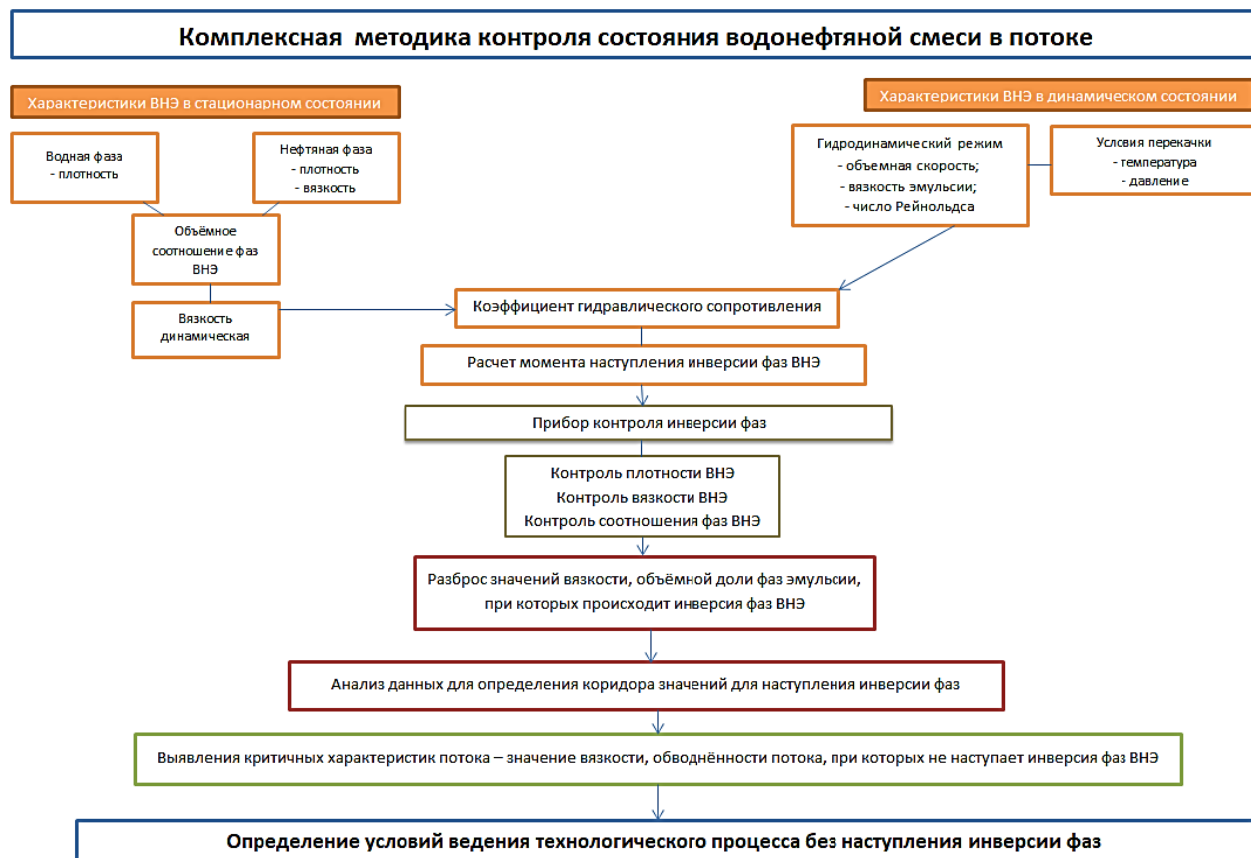 Комплексная методика контроля состояния водонефтяной смеси в потоке
Характеристики ВНЭ в стационарном состоянии
Характеристики ВНЭ в динамическом состоянии
Водная фаза
- плотность
Нефтяная фаза
- плотность
- вязкость
Гидродинамический режим
- объемная скорость;
- вязкость эмульсии;
- число Рейнольдса
Условия перекачки
- температура
- давление
Объёмное
соотношение фаз
ВНЭ
Вязкость
динамическая
Коэффициент гидравлического сопротивления
Расчет момента наступления инверсии фаз ВНЭ
Прибор контроля инверсии фаз
Контроль плотности ВНЭ
Контроль вязкости ВНЭ
Контроль соотношения фаз ВНЭ
Разброс значений вязкости, объёмной доли фаз эмульсии,
при которых происходит инверсия фаз ВНЭ
Анализ данных для определения коридора значений для наступления инверсии фаз
Выявления критичных характеристик потока – значение вязкости, обводнённости потока, при которых не наступает инверсия фаз ВНЭ
Определение условий ведения технологического процесса без наступления инверсии фаз